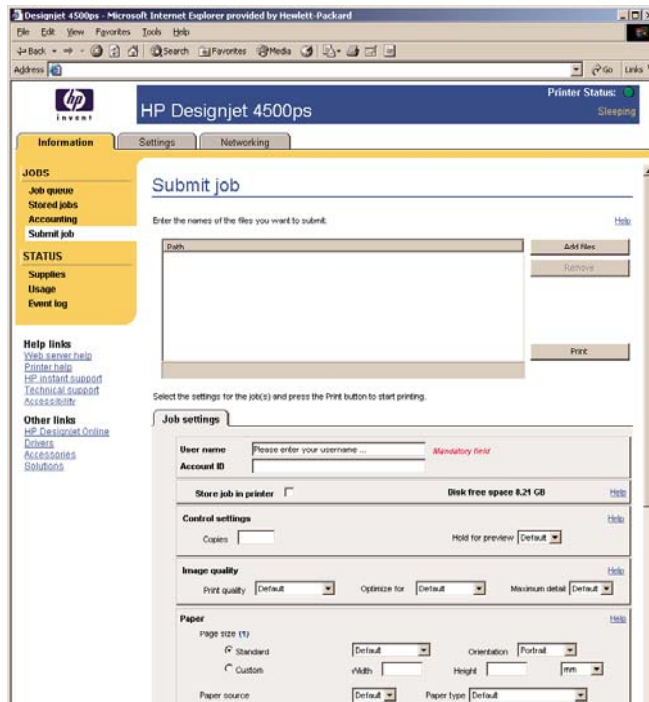 Designjet 4500ps - Microsoft Internet Explorer provided by Hewlett-Packard
File Edit View Favorites Tools Help
Back Search Favorites Media
Address Go Links
hp
invent
HP Designjet 4500ps
Printer Status:
Sleeping
Information Settings Networking
JOBS
Job queue
Stored jobs
Accounting
Submit job
STATUS
Supplies
Usage
Event log
Help links
Web server help
Printer help
HP instant support
Technical support
Accessibility
Other links
HP Designjet Online
Drivers
Accessories
Solutions
Submit job
Enter the names of the files you want to submit. Help
Path
Add files
Remove
Print
Select the settings for the job(s) and press the Print button to start printing.
Job settings
User name Please enter your username ... Mandatory field
Account ID
Store job in printer Disk free space 8.21 GB Help
Control settings Help
Copies Hold for preview Default
Image quality Help
Print quality Default Optimize for Default Maximum detail Default
Paper Help
Page size (1)
Standard Default Orientation Portrait
Custom Width Height mm
Paper source Default Paper type Default